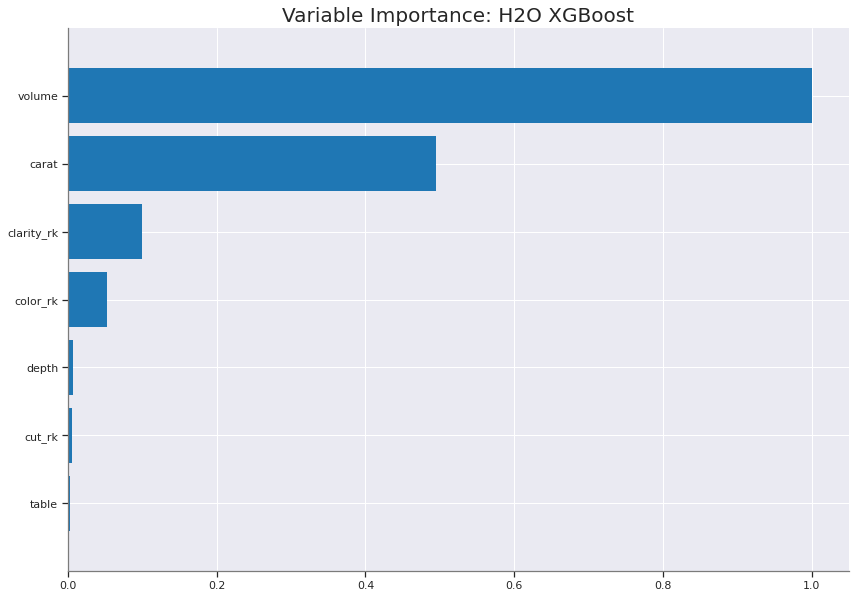 Variable Importance: H2O XGBoost
volume
carat
clarity_rk
color_rk
depth
cut_rk
table
0.0 0.2 0.4 0.6 0.8 1.0